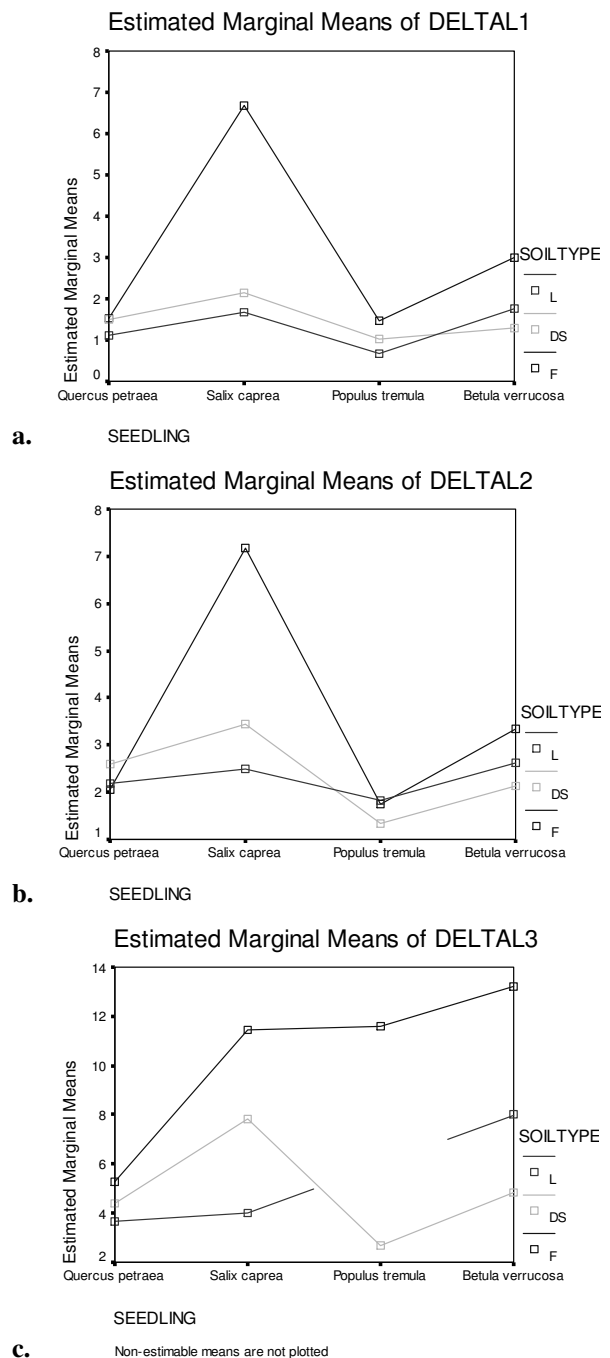 Estimated Marginal Means of DELTAL1
Estimated Marginal Means
8
7
6
5
4
3
2
1
0
Quercus petraea Salix caprea Populus tremula Betula verrucosa
SOILTYPE
L
DS
F
a. SEEDLING
Estimated Marginal Means of DELTAL2
Estimated Marginal Means
8
7
6
5
4
3
2
1
Quercus petraea Salix caprea Populus tremula Betula verrucosa
SOILTYPE
L
DS
F
b. SEEDLING
Estimated Marginal Means of DELTAL3
Estimated Marginal Means
14
12
10
8
6
4
2
Quercus petraea Salix caprea Populus tremula Betula verrucosa
SOILTYPE
L
DS
F
SEEDLING
c. Non-estimable means are not plotted